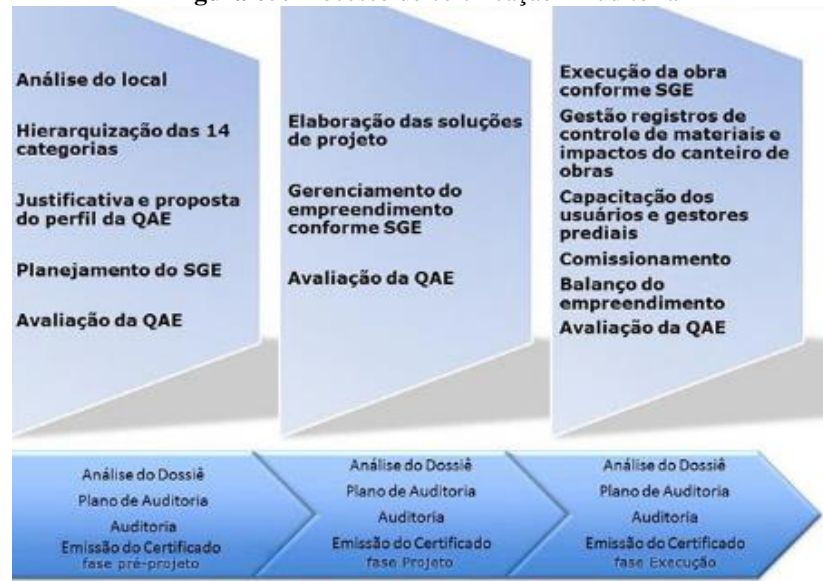 Análise do local
Hierarquização das 14
categorias
Justificativa e proposta
do perfil da QAE
Planejamento do SGE
Avaliação da QAE
Elaboração das soluções
de projeto
Gerenciamento do
empreendimento
conforme SGE
Avaliação da QAE
Execução da obra
conforme SGE
Gestão registros de
controle de materiais e
impactos do canteiro de
obras
Capacitação dos
usuários e gestores
prediais
Comissionamento
Balanço do
empreendimento
Avaliação da QAE
Análise do Dossiê
Plano de Auditoria
Auditoria
Emissão do Certificado
fase pré-projeto
Análise do Dossiê
Plano de Auditoria
Auditoria
Emissão do Certificado
fase Projeto
Análise do Dossiê
Plano de Auditoria
Auditoria
Emissão do Certificado
fase Execução